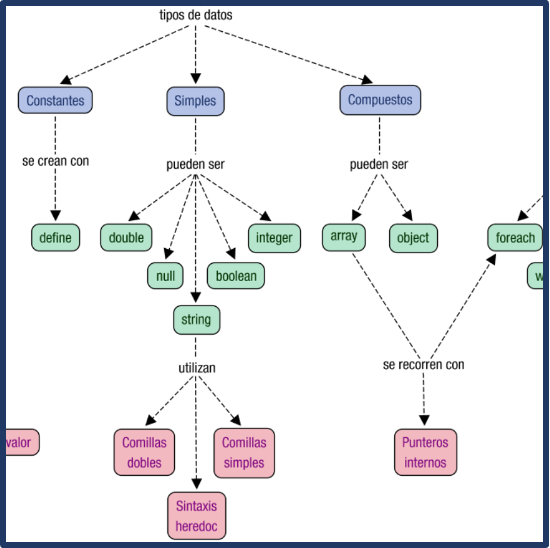 tipos de datos
Constantes
Simples
Compuestos
se crean con
pueden ser
pueden ser
define
double
integer
array
object
foreach
null
boolean
w
string
utilizan
se recorren con
valor
Comillas
dobles
Comillas
simples
Punteros
internos
Sintaxis
heredoc